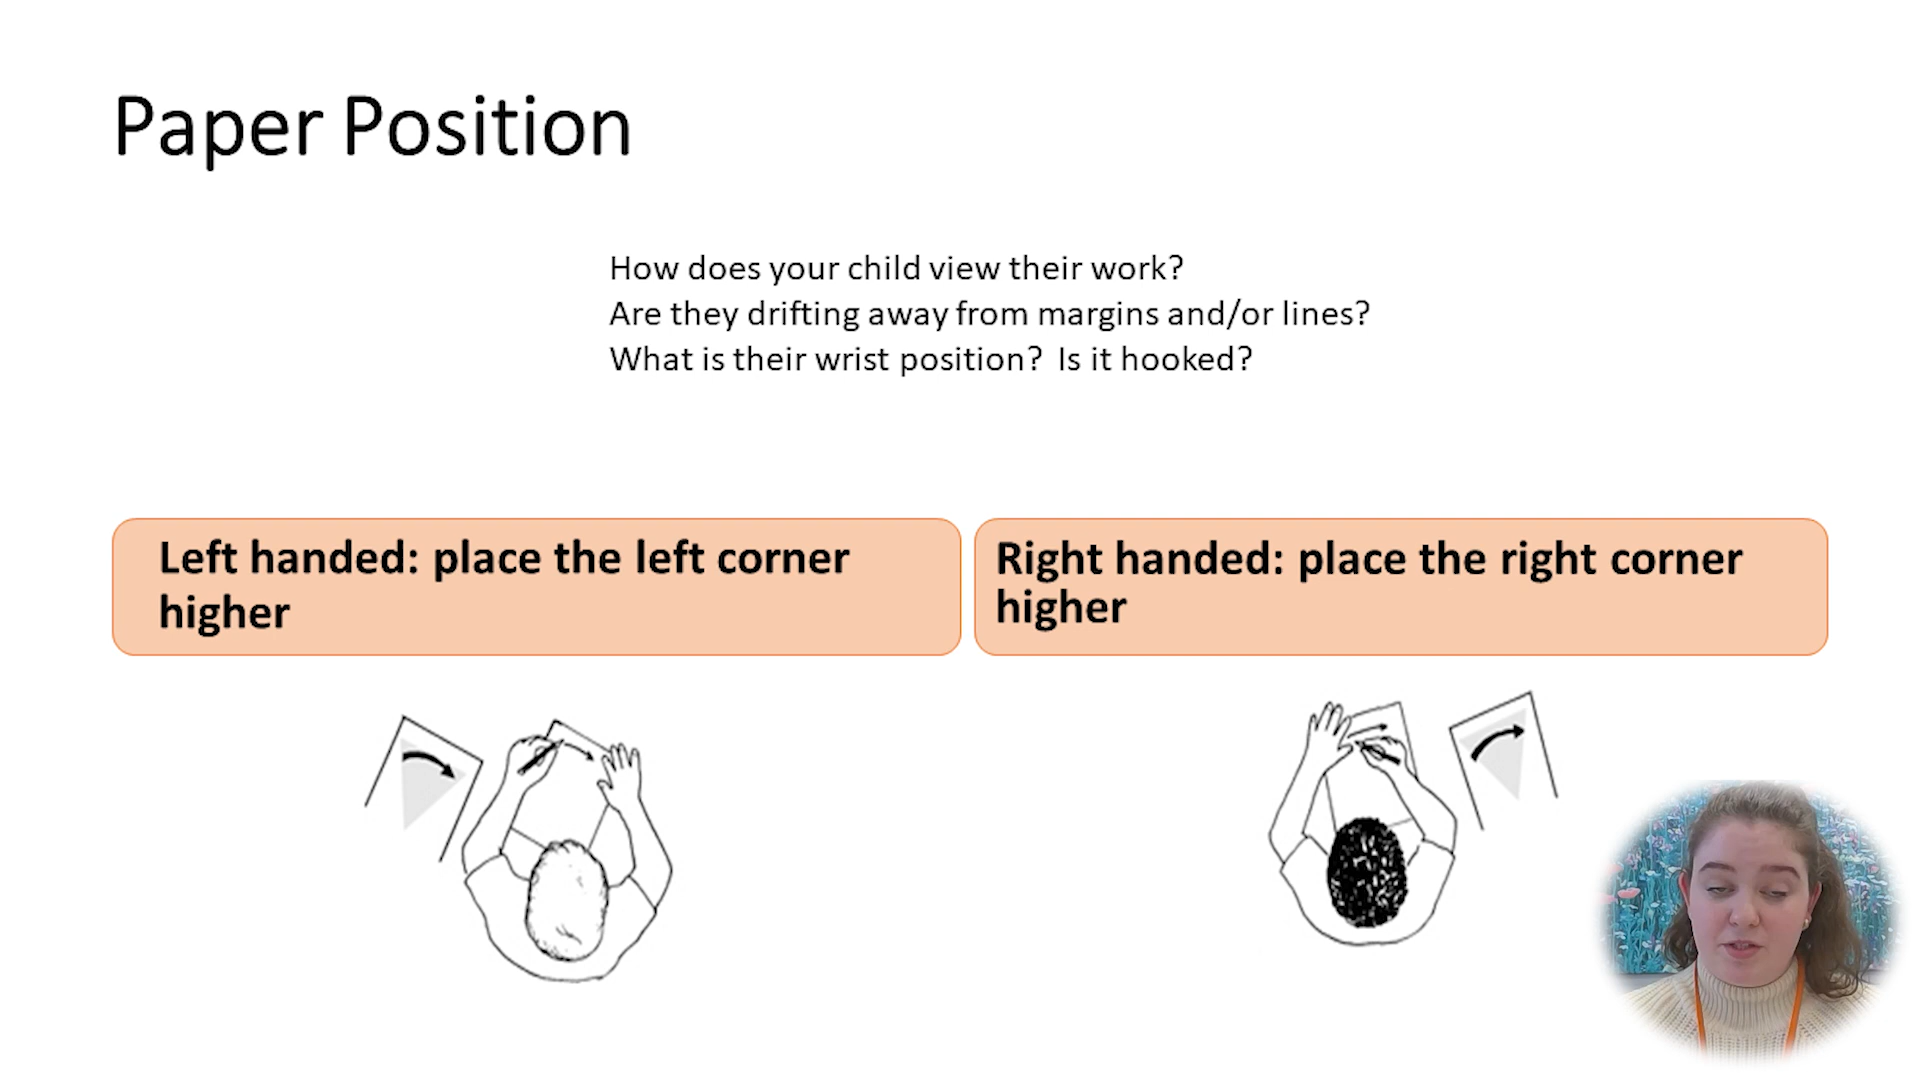 Paper Position
How does your child view their work?
Are they drifting away from margins and/or lines?
What is their wrist position? Is it hooked?
Left handed: place the left corner
higher
Right handed: place the right corner
higher